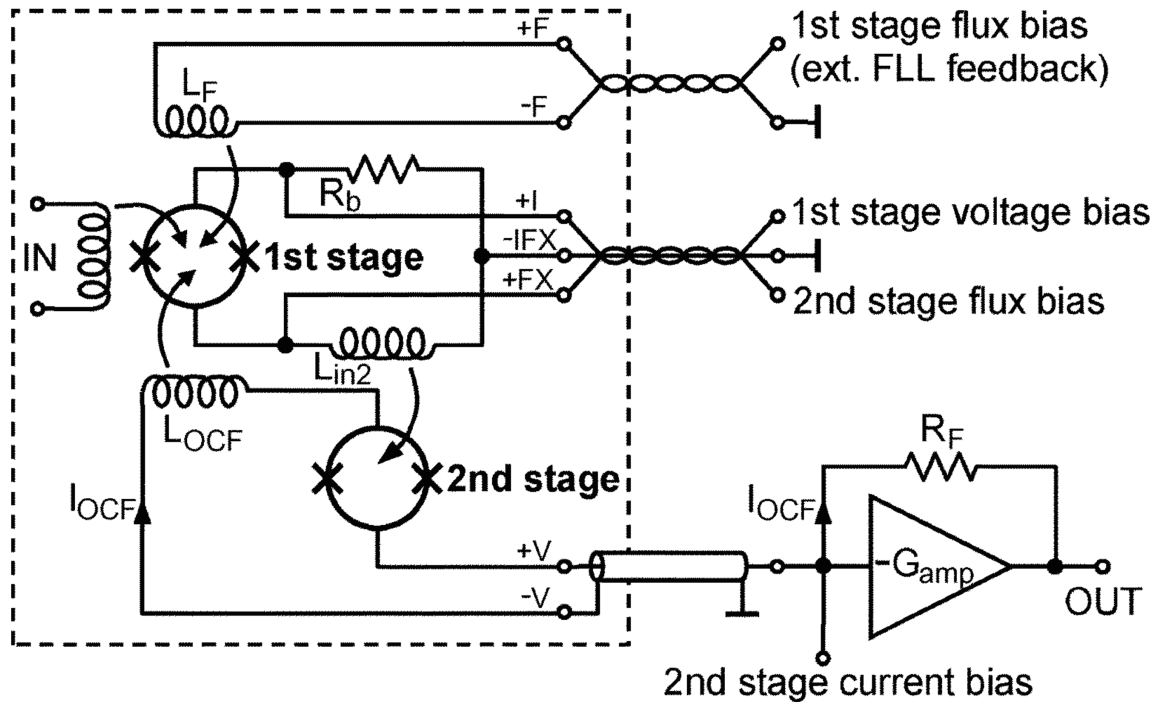 +F
1st stage flux bias
(ext. FLL feedback)
L_F
-F
R_b
+I
1st stage voltage bias
IN
1st stage
-IFX
+FX
2nd stage flux bias
L_in2
L_OCF
R_F
2nd stage
I_OCF
I_OCF
+V
-G_amp
-V
OUT
2nd stage current bias